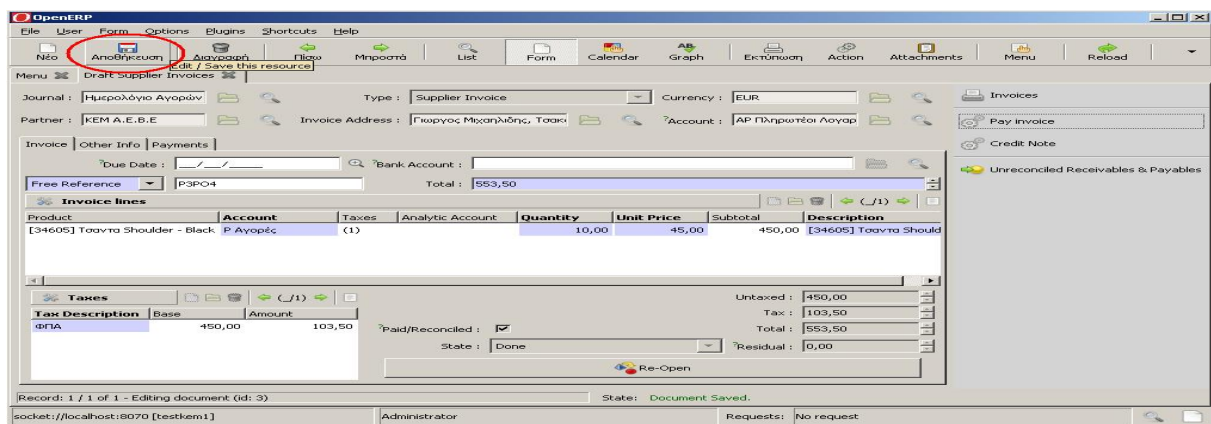 OpenERP
File User Form Options Plugins Shortcuts Help
Νέο Αποθήκευση Διαγραφή Πίσω Μπροστά List Form Calendar Graph Εκτύπωση Action Attachments Menu Reload
Edit / Save this resource
Menu Draft Supplier Invoices
Journal : Ημερολόγιο Αγορών Type : Supplier Invoice Currency : EUR
Partner : KEM A.E.B.E Invoice Address : Γιωργος Μιχαηλιδης, Τσακι ?Account : ΑΡ Πληρωτέοι Λογαρ
Invoices
Pay invoice
Credit Note
Unreconciled Receivables & Payables
Invoice Other Info Payments
?Due Date : __/__/____ ?Bank Account :
Free Reference P3PO4 Total : 553,50
Invoice lines (_/1)
Product Account Taxes Analytic Account Quantity Unit Price Subtotal Description
[34605] Τσαντα Shoulder - Black Ρ Αγορές (1) 10,00 45,00 450,00 [34605] Τσαντα Should
Taxes (_/1)
Tax Description Base Amount
ΦΠΑ 450,00 103,50
Untaxed : 450,00
Tax : 103,50
?Paid/Reconciled : Total : 553,50
State : Done ?Residual : 0,00
Re-Open
Record: 1 / 1 of 1 - Editing document (id: 3) State: Document Saved.
socket://localhost:8070 [testkem1] Administrator Requests: No request